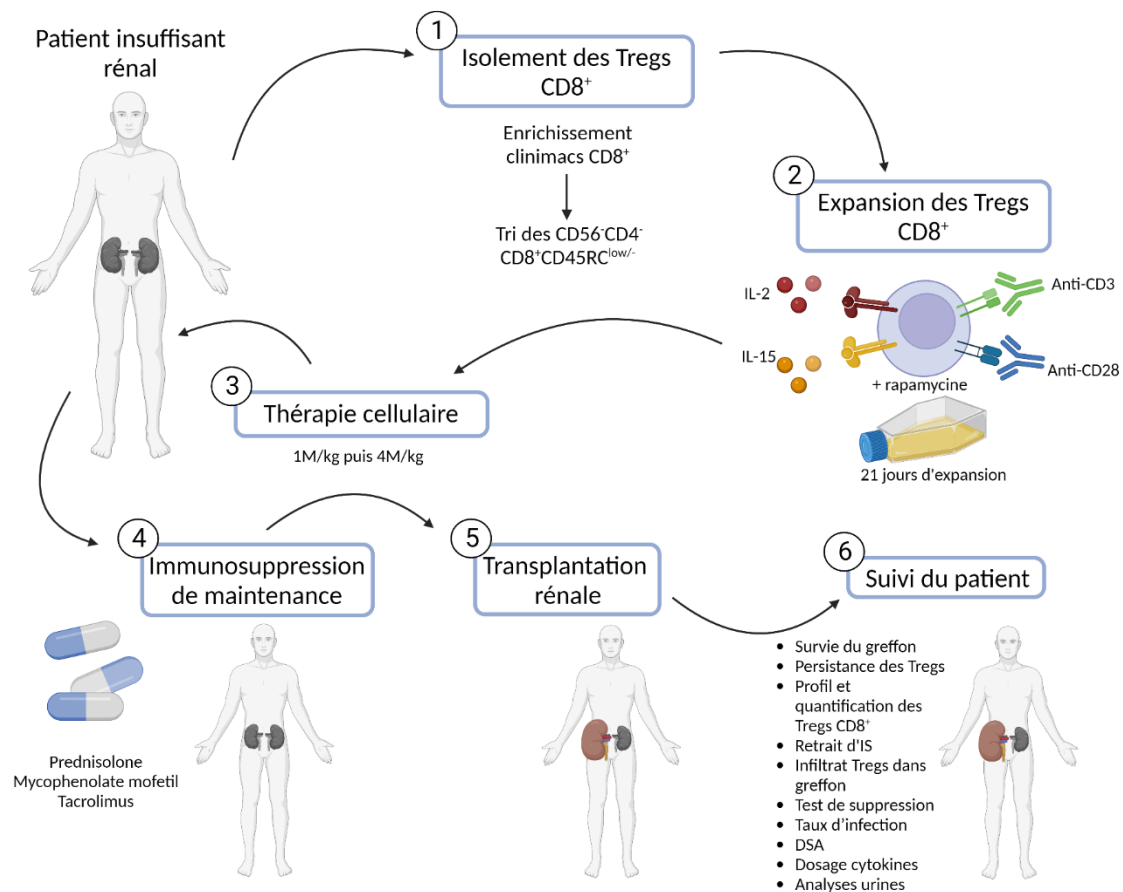 Patient insuffisant
rénal
1
Isolement des Tregs
CD8⁺
Enrichissement
clinimacs CD8⁺
Tri des CD56⁻CD4⁻
CD8⁺CD45RC^low/-
2
Expansion des Tregs
CD8⁺
IL-2
Anti-CD3
IL-15
Anti-CD28
+ rapamycine
21 jours d'expansion
3
Thérapie cellulaire
1M/kg puis 4M/kg
4
Immunosuppression
de maintenance
Prednisolone
Mycophenolate mofetil
Tacrolimus
5
Transplantation
rénale
6
Suivi du patient
• Survie du greffon
• Persistance des Tregs
• Profil et
quantification des
Tregs CD8⁺
• Retrait d'IS
• Infiltrat Tregs dans
greffon
• Test de suppression
• Taux d'infection
• DSA
• Dosage cytokines
• Analyses urines